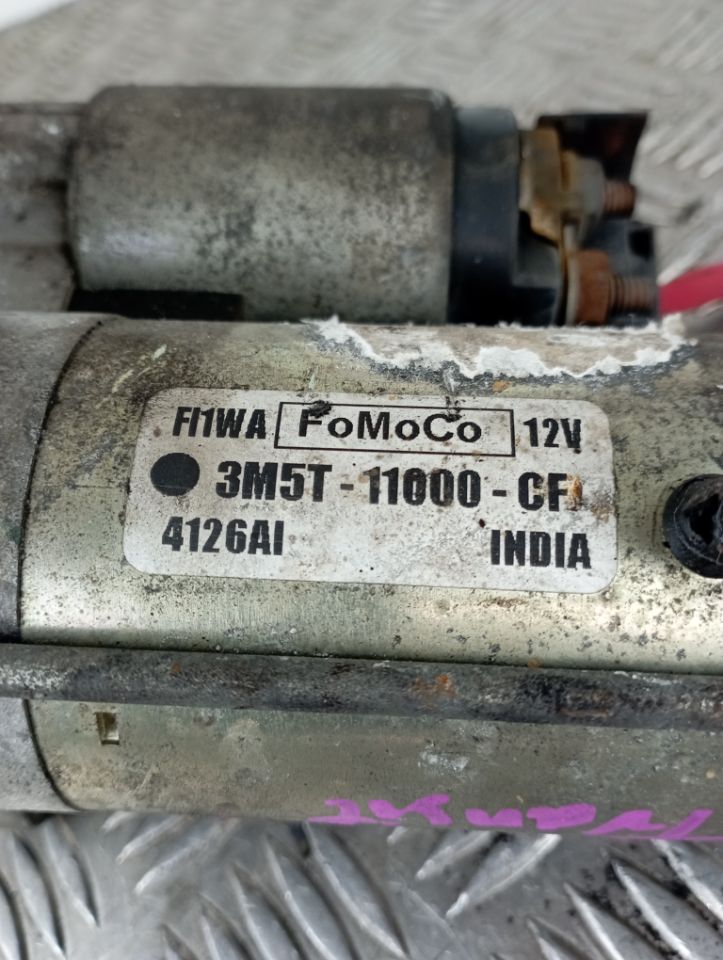 FI1WA FoMoCo 12V
3M5T - 11000 - CF
4126AI INDIA